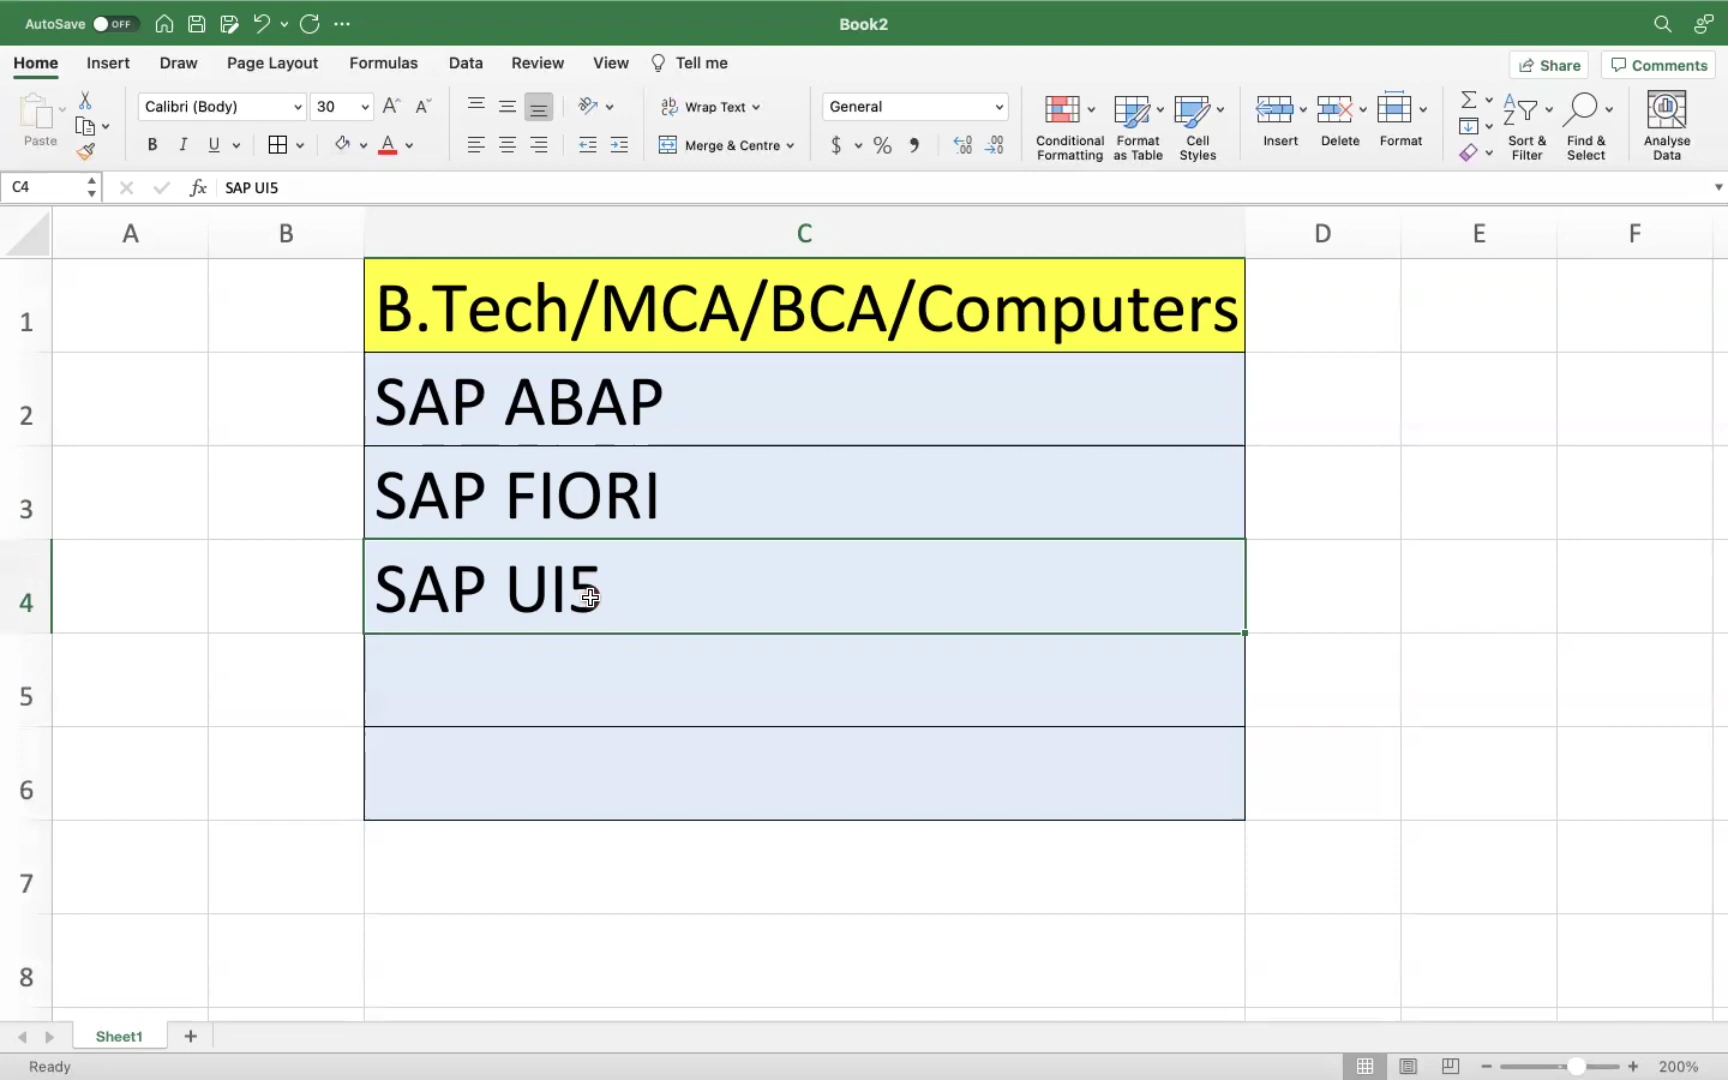 AutoSave OFF Book2
Home Insert Draw Page Layout Formulas Data Review View Tell me Share Comments
Paste Calibri (Body) 30 Wrap Text General Conditional Formatting Format as Table Cell Styles Insert Delete Format Sort & Filter Find & Select Analyse Data
B I U A Merge & Centre $ % 
C4 fx SAP UI5
A B C D E F
1 B.Tech/MCA/BCA/Computers
2 SAP ABAP
3 SAP FIORI
4 SAP UI5
5
6
7
8
Sheet1 +
Ready 200%